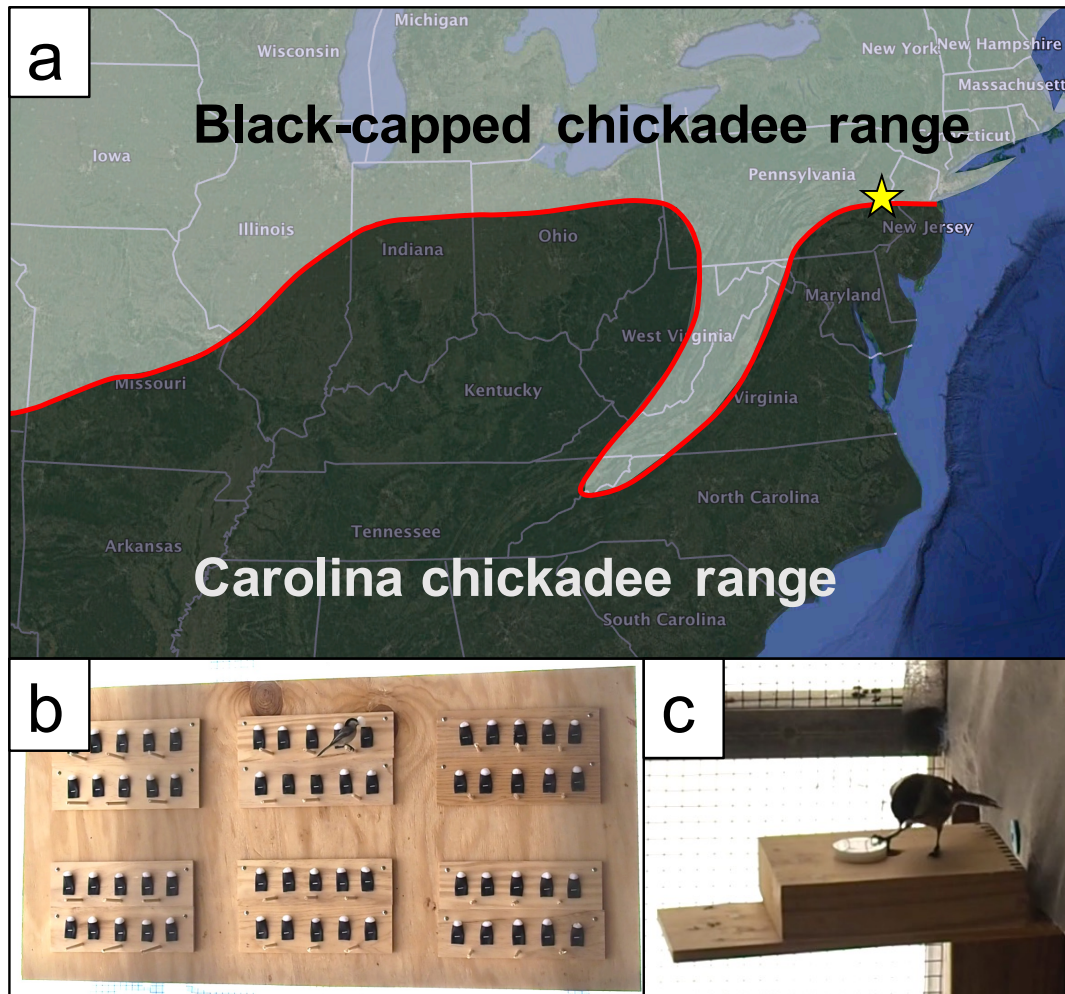 a
Michigan
Wisconsin
New York
New Hampshire
Massachusett
Black-capped chickadee range
Iowa
Pennsylvania
Illinois
New Jersey
Indiana
Ohio
Maryland
West Virginia
Missouri
Kentucky
Virginia
North Carolina
Tennessee
Arkansas
Carolina chickadee range
South Carolina
b
c